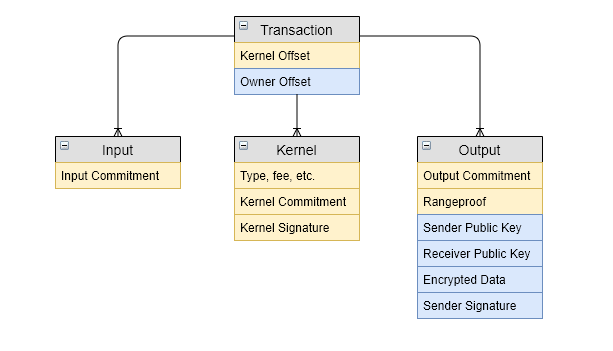 Transaction
Kernel Offset
Owner Offset
Input
Input Commitment
Kernel
Type, fee, etc.
Kernel Commitment
Kernel Signature
Output
Output Commitment
Rangeproof
Sender Public Key
Receiver Public Key
Encrypted Data
Sender Signature